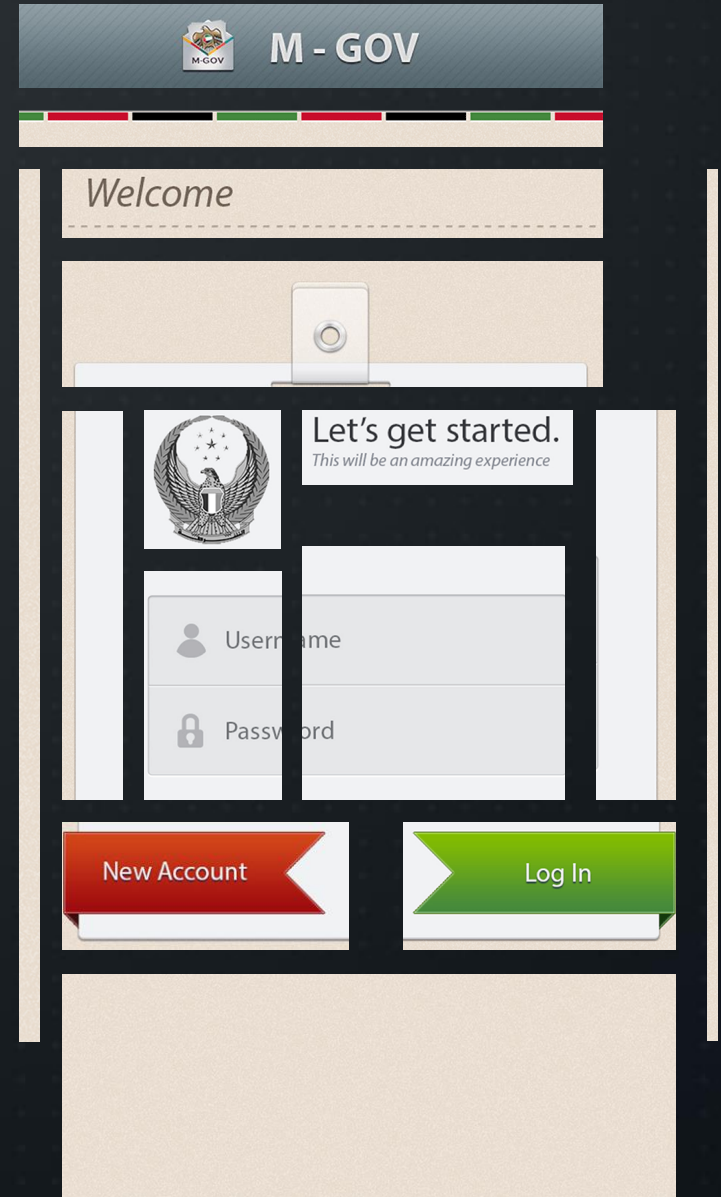 M-GOV
M - GOV
Welcome
Let's get started.
This will be an amazing experience
Username
Password
New Account
Log In